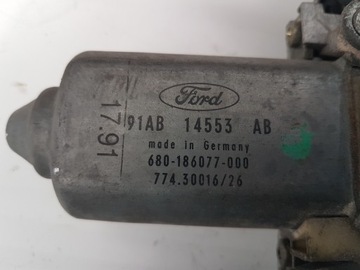 Ford
17.91
91AB 14553 AB
made in Germany
680-186077-000
774.30016/26